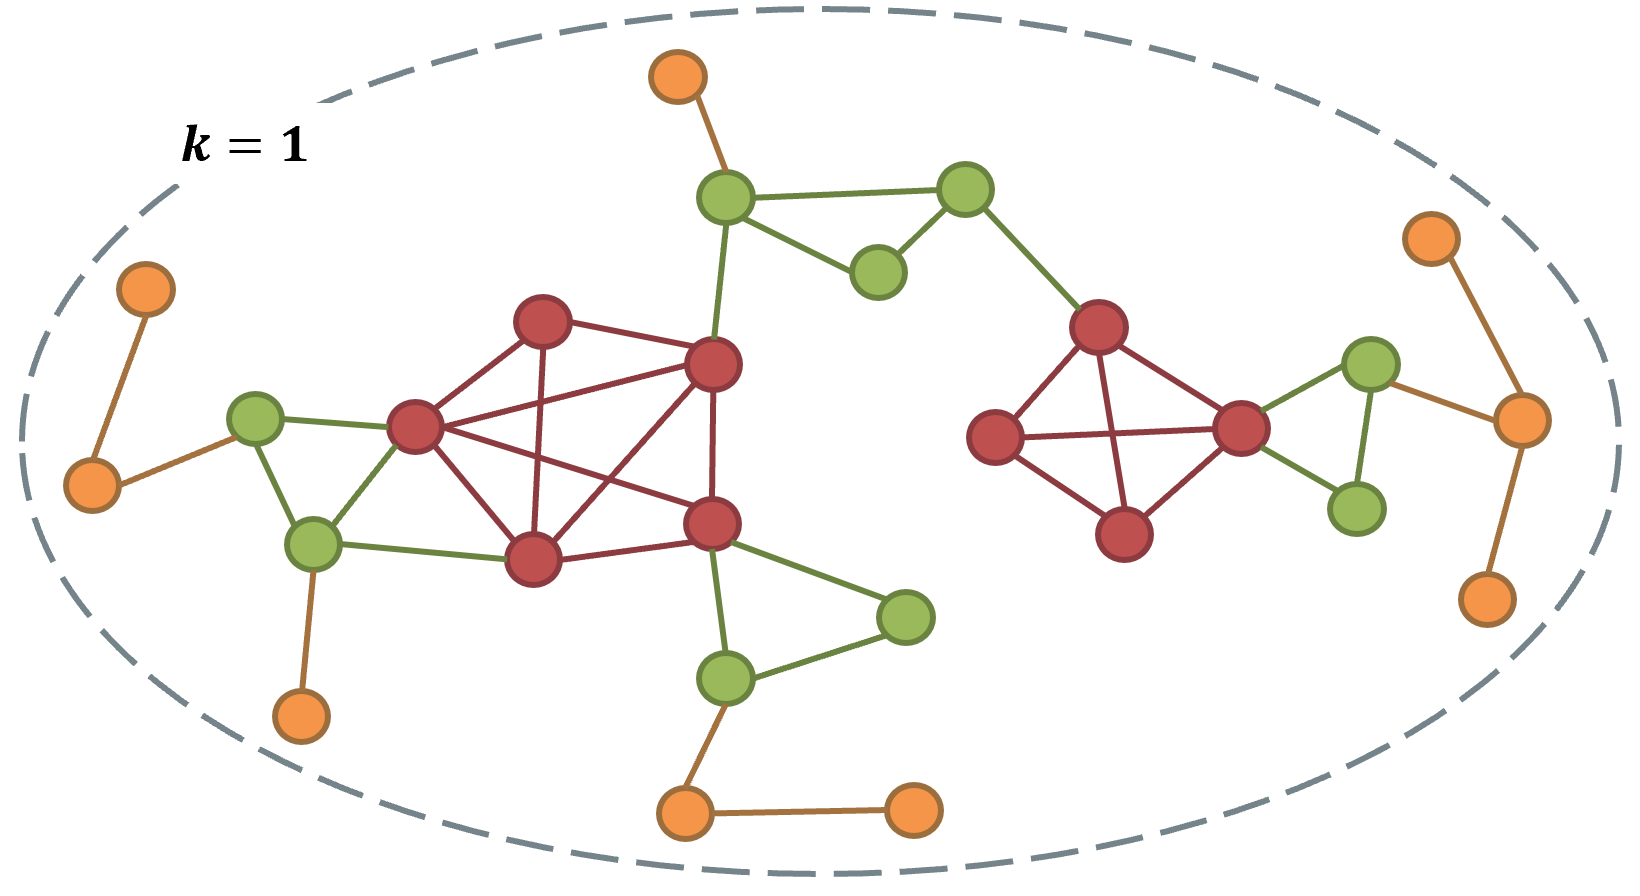 k = 1